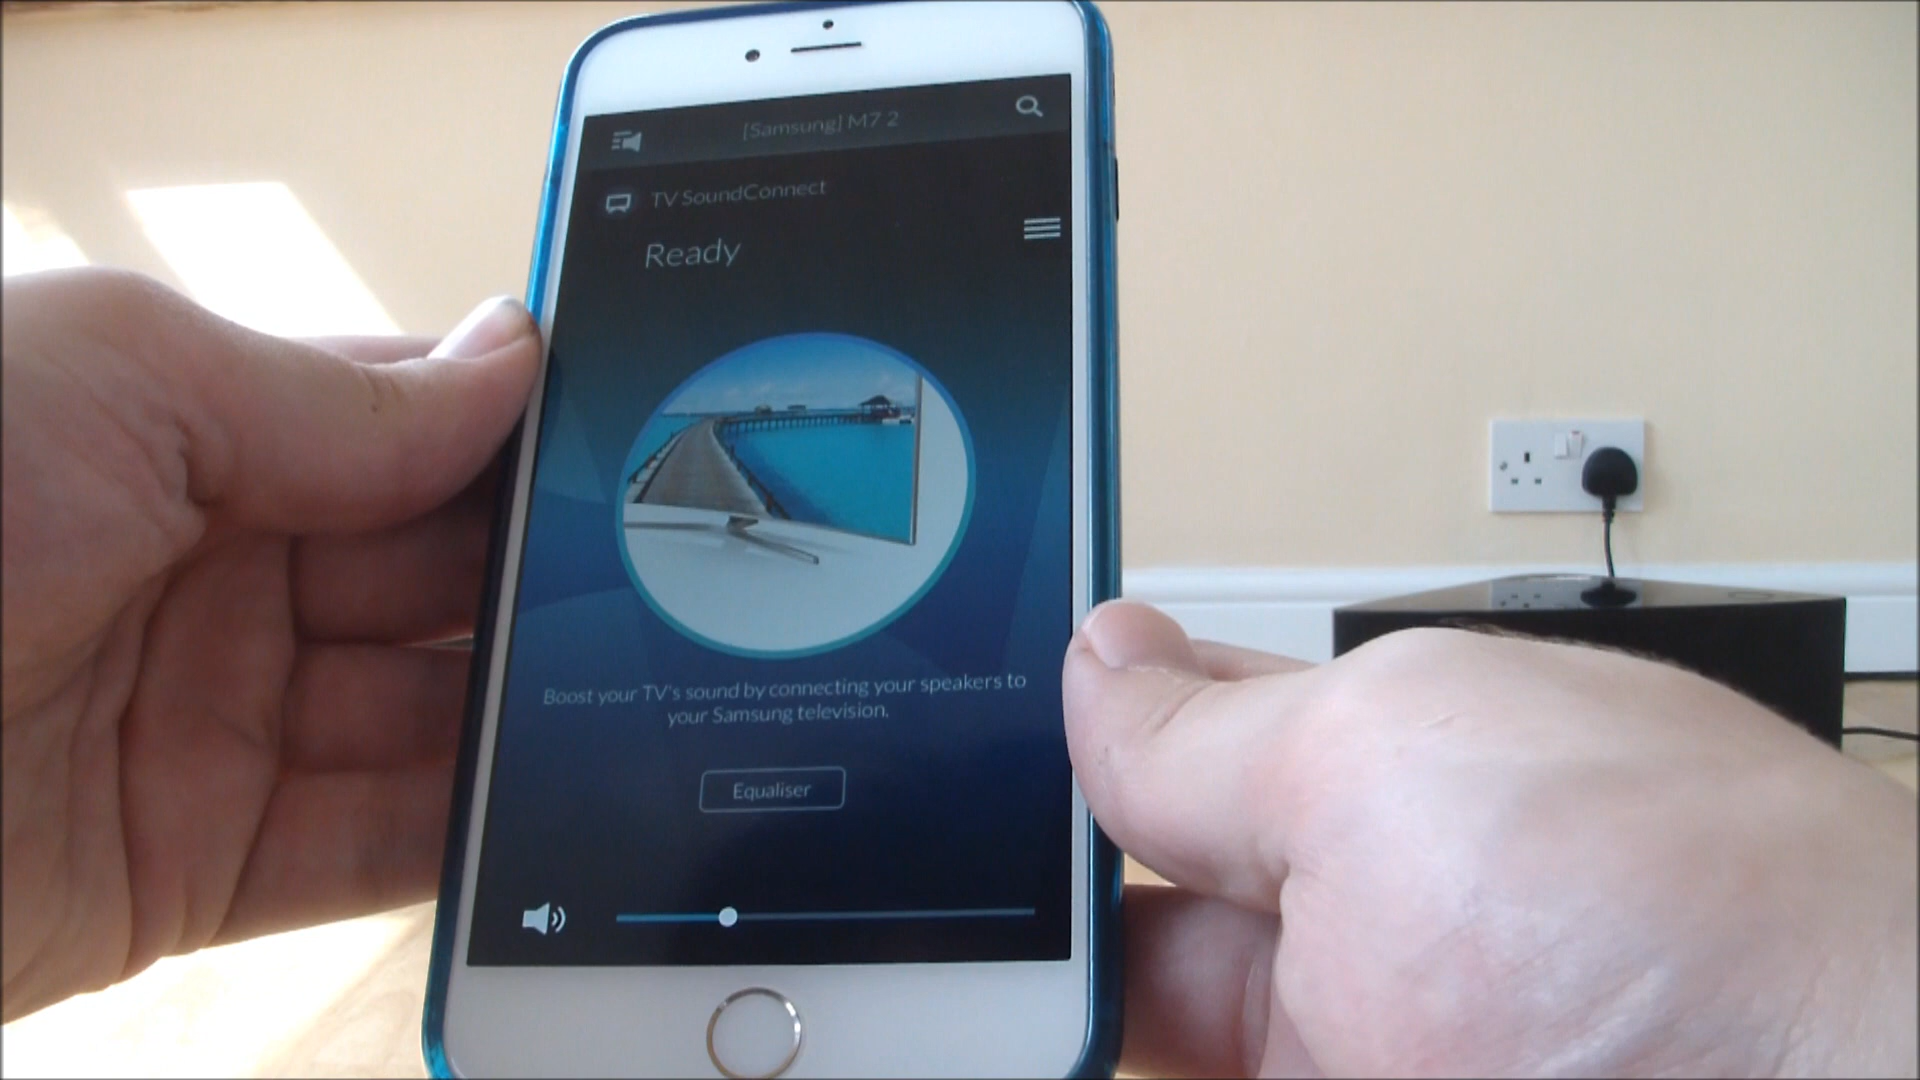 [Samsung] M7 2
TV SoundConnect
Ready
Boost your TV's sound by connecting your speakers to
your Samsung television.
Equaliser